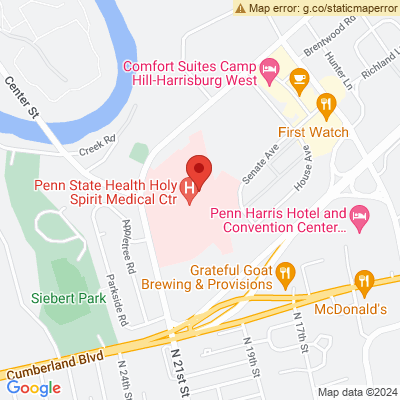 Map error: g.co/staticmaperror
Brentwood Rd
Hunter Ln
Richland Ln
Comfort Suites Camp
Hill-Harrisburg West
Center St
First Watch
Creek Rd
Senate Ave
House Ave
H
Penn State Health Holy
Spirit Medical Ctr
Penn Harris Hotel and
Convention Center...
Appletree Rd
Grateful Goat
Brewing & Provisions
Siebert Park
Parkside Rd
McDonald's
Cumberland Blvd
N 24th St
N 21st St
N 19th St
N 17th St
Google
Map data ©2024